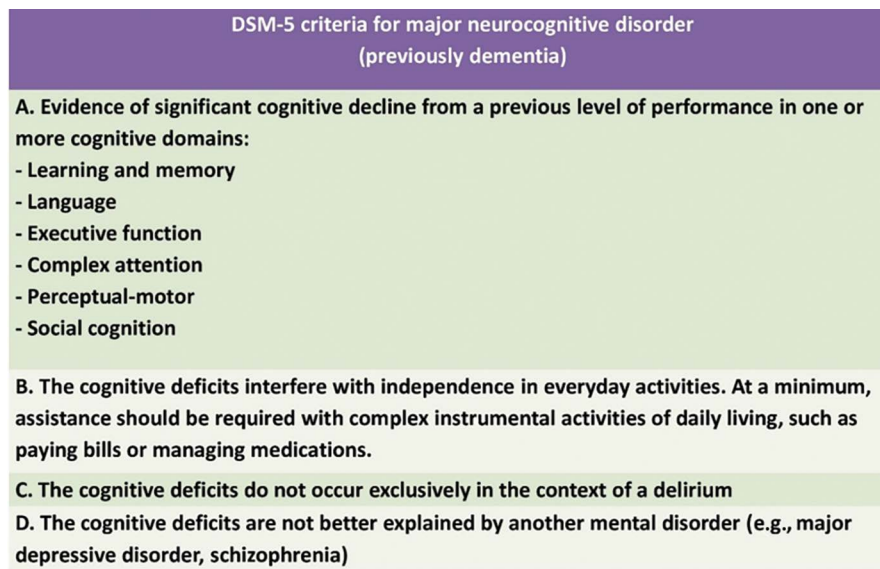 DSM-5 criteria for major neurocognitive disorder
(previously dementia)
A. Evidence of significant cognitive decline from a previous level of performance in one or
more cognitive domains:
- Learning and memory
- Language
- Executive function
- Complex attention
- Perceptual-motor
- Social cognition
B. The cognitive deficits interfere with independence in everyday activities. At a minimum,
assistance should be required with complex instrumental activities of daily living, such as
paying bills or managing medications.
C. The cognitive deficits do not occur exclusively in the context of a delirium
D. The cognitive deficits are not better explained by another mental disorder (e.g., major
depressive disorder, schizophrenia)